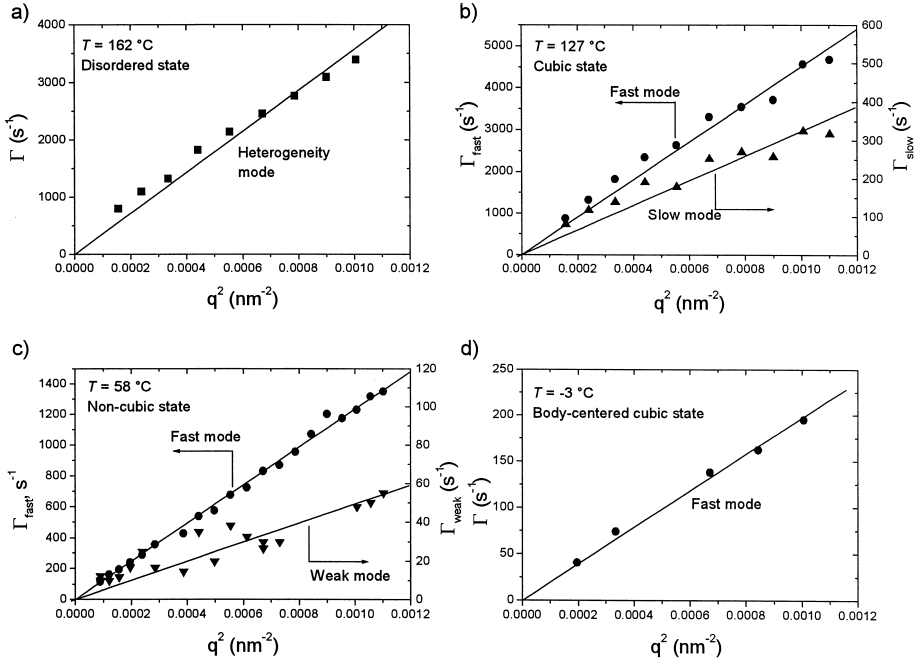 a)
T = 162 °C
Disordered state
Heterogeneity
mode
Γ (s⁻¹)
4000
3000
2000
1000
0
0.0000 0.0002 0.0004 0.0006 0.0008 0.0010 0.0012
q² (nm⁻²)
b)
T = 127 °C
Cubic state
Fast mode
Slow mode
Γfast (s⁻¹)
5000
4000
3000
2000
1000
0
Γslow (s⁻¹)
600
500
400
300
200
100
0
0.0000 0.0002 0.0004 0.0006 0.0008 0.0010 0.0012
q² (nm⁻²)
c)
T = 58 °C
Non-cubic state
Fast mode
Weak mode
Γfast, s⁻¹
1400
1200
1000
800
600
400
200
0
Γweak (s⁻¹)
120
100
80
60
40
20
0
0.0000 0.0002 0.0004 0.0006 0.0008 0.0010 0.0012
q² (nm⁻²)
d)
T = -3 °C
Body-centered cubic state
Fast mode
Γ (s⁻¹)
250
200
150
100
50
0
0.0000 0.0002 0.0004 0.0006 0.0008 0.0010 0.0012
q² (nm⁻²)